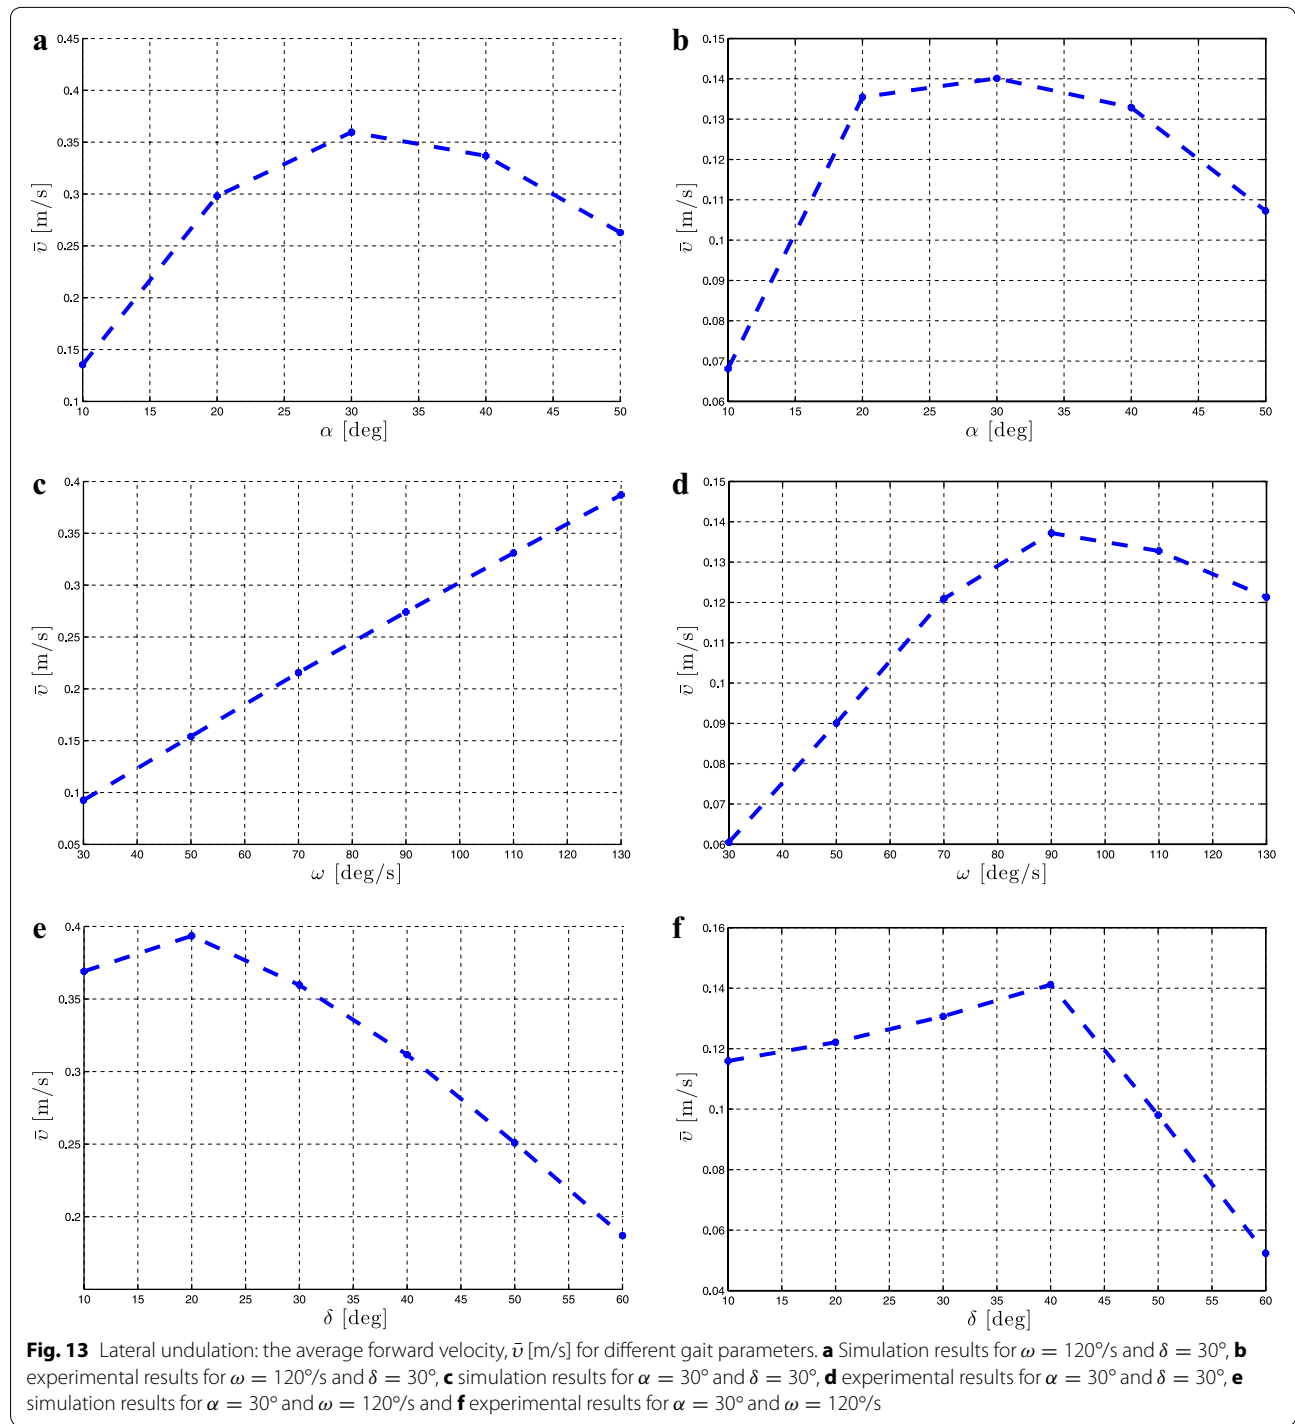 a
0.45
0.4
0.35
0.3
0.25
0.2
0.15
0.1
v̄ [m/s]
10 15 20 25 30 35 40 45 50
α [deg]
b
0.15
0.14
0.13
0.12
0.11
0.1
0.09
0.08
0.07
0.06
v̄ [m/s]
10 15 20 25 30 35 40 45 50
α [deg]
c
0.4
0.35
0.3
0.25
0.2
0.15
0.1
0.05
v̄ [m/s]
30 40 50 60 70 80 90 100 110 120 130
ω [deg/s]
d
0.15
0.14
0.13
0.12
0.11
0.1
0.09
0.08
0.07
0.06
v̄ [m/s]
30 40 50 60 70 80 90 100 110 120 130
ω [deg/s]
e
0.4
0.35
0.3
0.25
0.2
v̄ [m/s]
10 15 20 25 30 35 40 45 50 55 60
δ [deg]
f
0.16
0.14
0.12
0.1
0.08
0.06
0.04
v̄ [m/s]
10 15 20 25 30 35 40 45 50 55 60
δ [deg]
Fig. 13 Lateral undulation: the average forward velocity, v̄ [m/s] for different gait parameters. a Simulation results for ω = 120°/s and δ = 30°, b
experimental results for ω = 120°/s and δ = 30°, c simulation results for α = 30° and δ = 30°, d experimental results for α = 30° and δ = 30°, e
simulation results for α = 30° and ω = 120°/s and f experimental results for α = 30° and ω = 120°/s